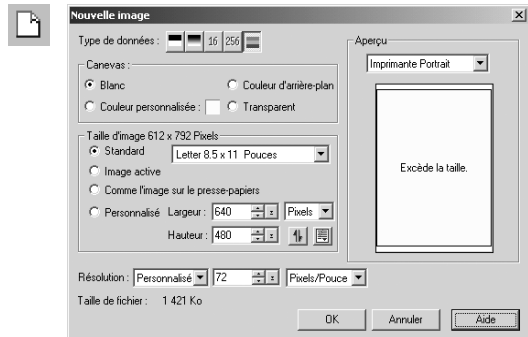 Nouvelle image
Type de données : 16 256
Aperçu
Imprimante Portrait
Excède la taille.
Canevas :
Blanc
Couleur d'arrière-plan
Couleur personnalisée :
Transparent
Taille d'image 612 x 792 Pixels
Standard Letter 8.5 x 11 Pouces
Image active
Comme l'image sur le presse-papiers
Personnalisé Largeur : 640 Pixels
Hauteur : 480
Résolution : Personnalisé 72 Pixels/Pouce
Taille de fichier : 1 421 Ko
OK Annuler Aide